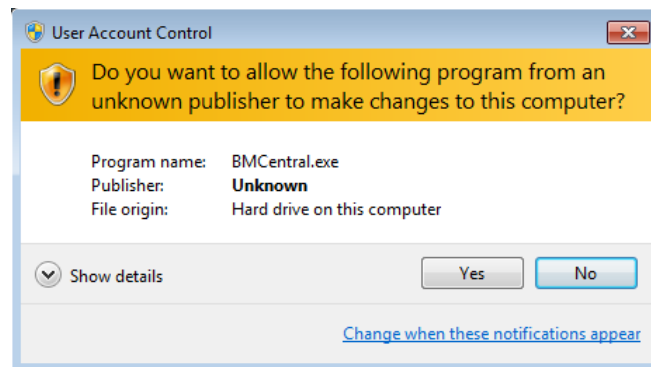 User Account Control
Do you want to allow the following program from an
unknown publisher to make changes to this computer?
Program name: BMCentral.exe
Publisher: Unknown
File origin: Hard drive on this computer
Show details
Yes No
Change when these notifications appear